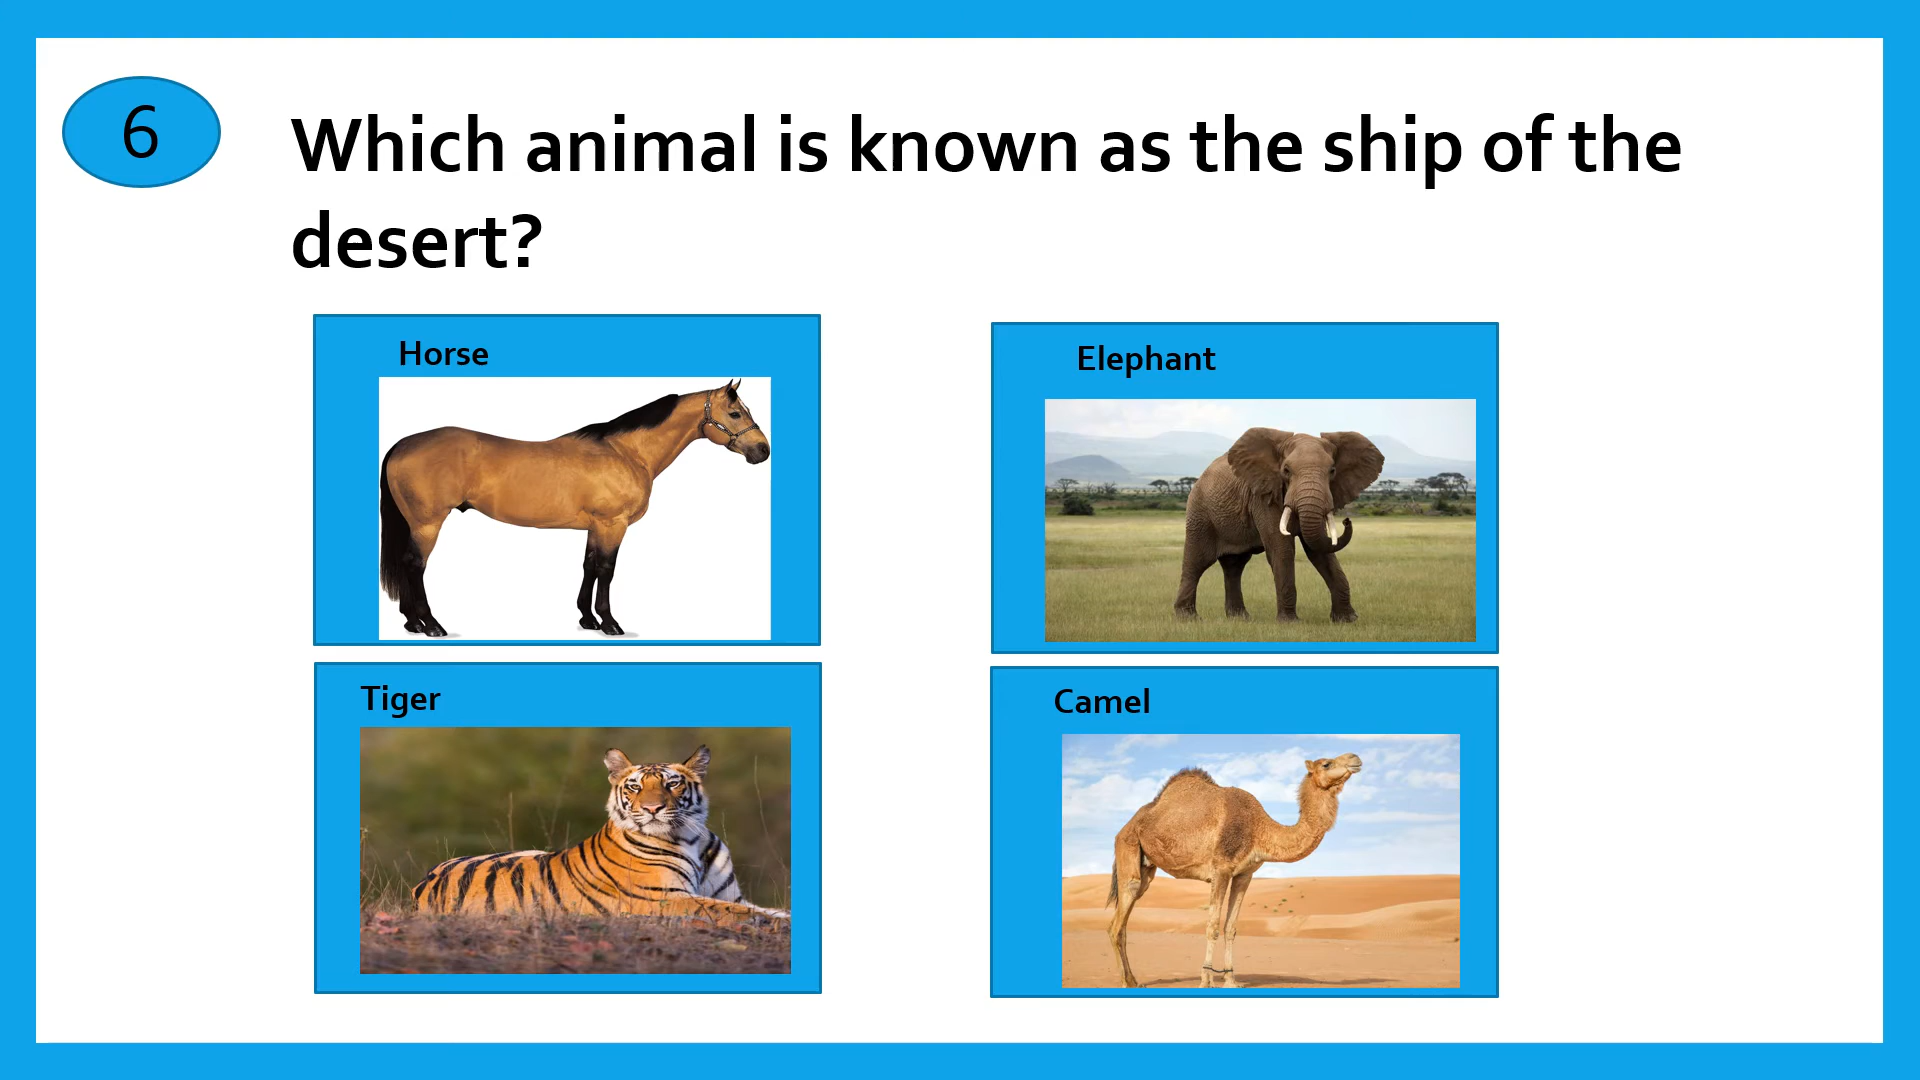 6
Which animal is known as the ship of the
desert?
Horse
Elephant
Tiger
Camel